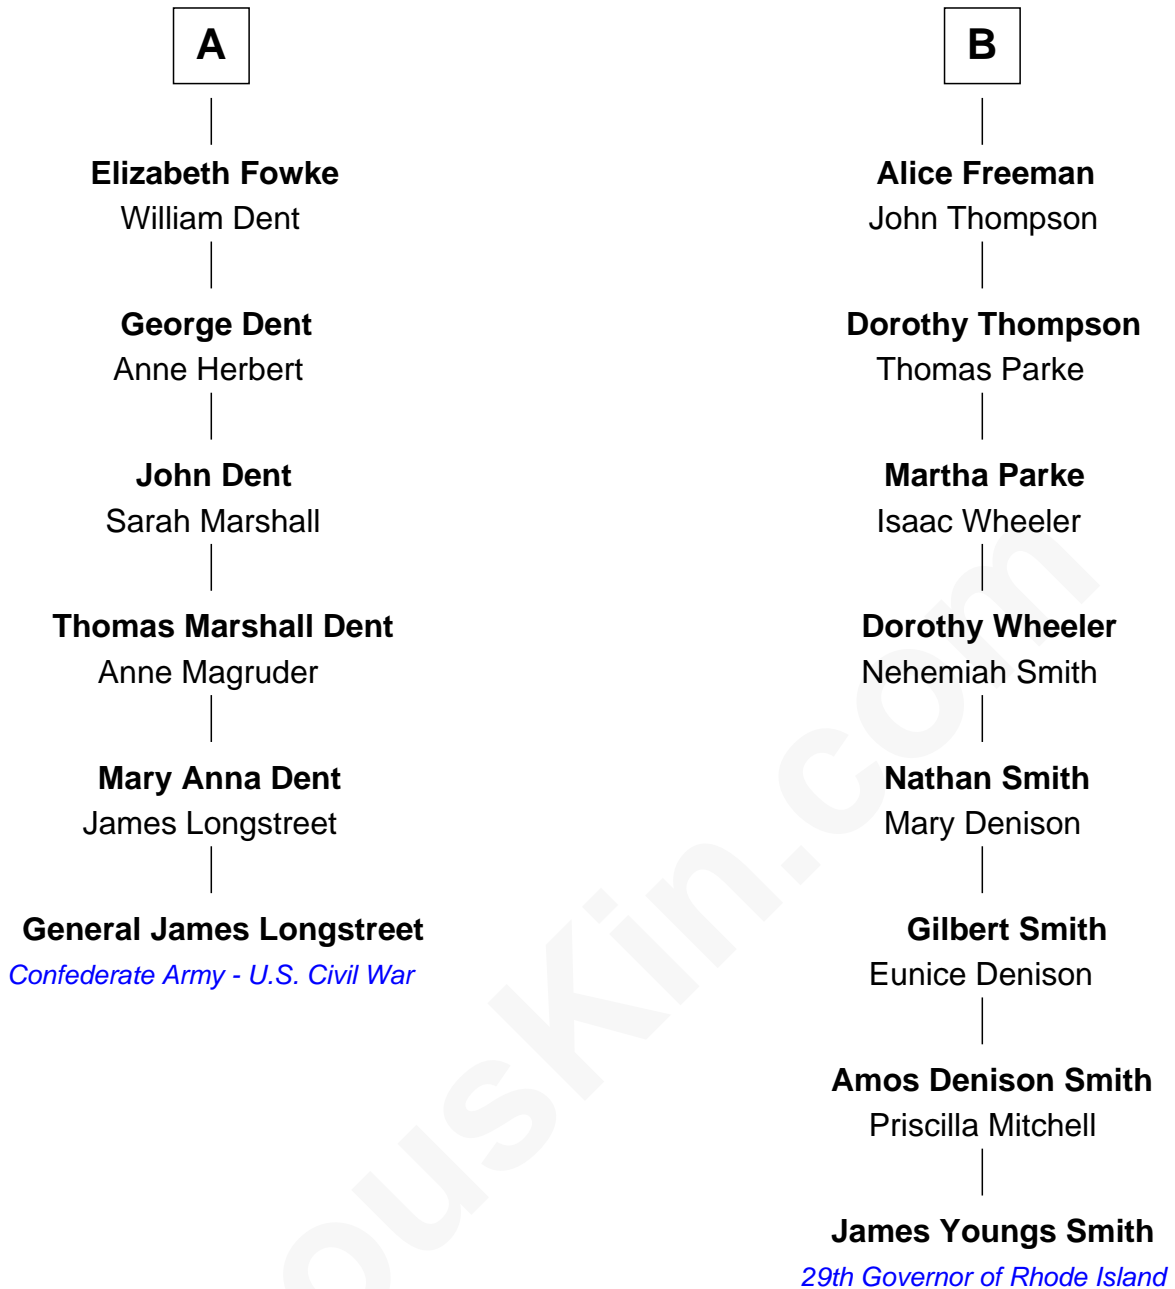 A
Elizabeth Fowke
William Dent
George Dent
Anne Herbert
John Dent
Sarah Marshall
Thomas Marshall Dent
Anne Magruder
Mary Anna Dent
James Longstreet
General James Longstreet
Confederate Army - U.S. Civil War
B
Alice Freeman
John Thompson
Dorothy Thompson
Thomas Parke
Martha Parke
Isaac Wheeler
Dorothy Wheeler
Nehemiah Smith
Nathan Smith
Mary Denison
Gilbert Smith
Eunice Denison
Amos Denison Smith
Priscilla Mitchell
James Youngs Smith
29th Governor of Rhode Island
ousKin.com